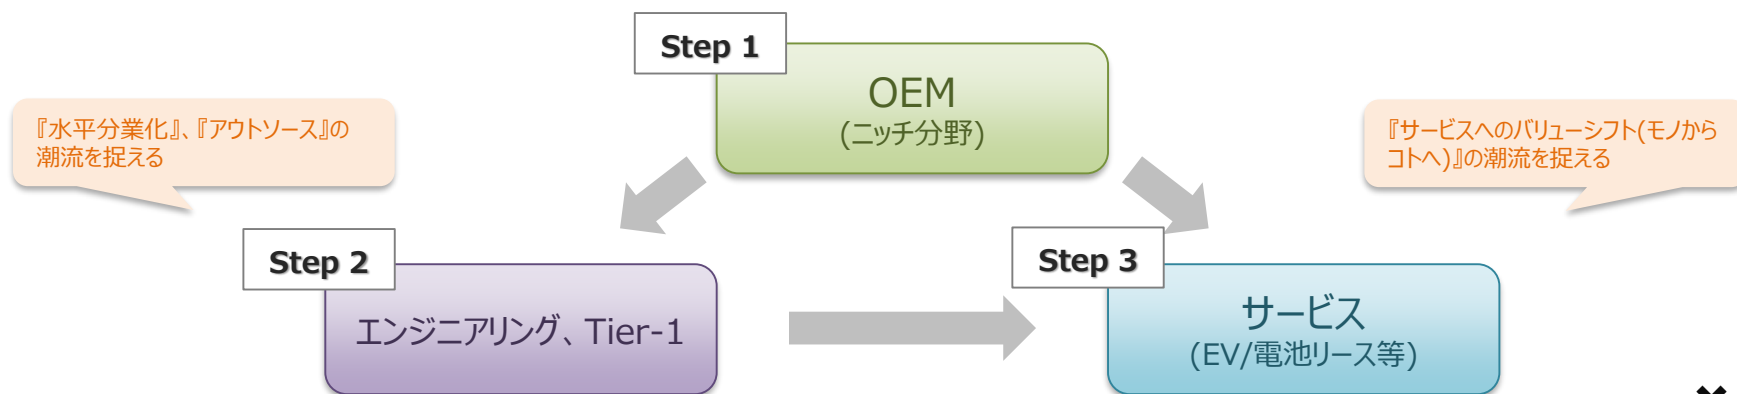 Step 1
OEM
(ニッチ分野)
『水平分業化』、『アウトソース』の
潮流を捉える
『サービスへのバリューシフト(モノから
コトへ)』の潮流を捉える
Step 2
エンジニアリング、Tier-1
Step 3
サービス
(EV/電池リース等)